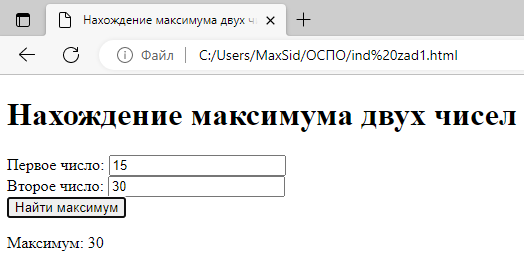 Нахождение максимума двух
Файл
C:/Users/MaxSid/ОСПО/ind%20zad1.html
Нахождение максимума двух чисел
Первое число: 15
Второе число: 30
Найти максимум
Максимум: 30